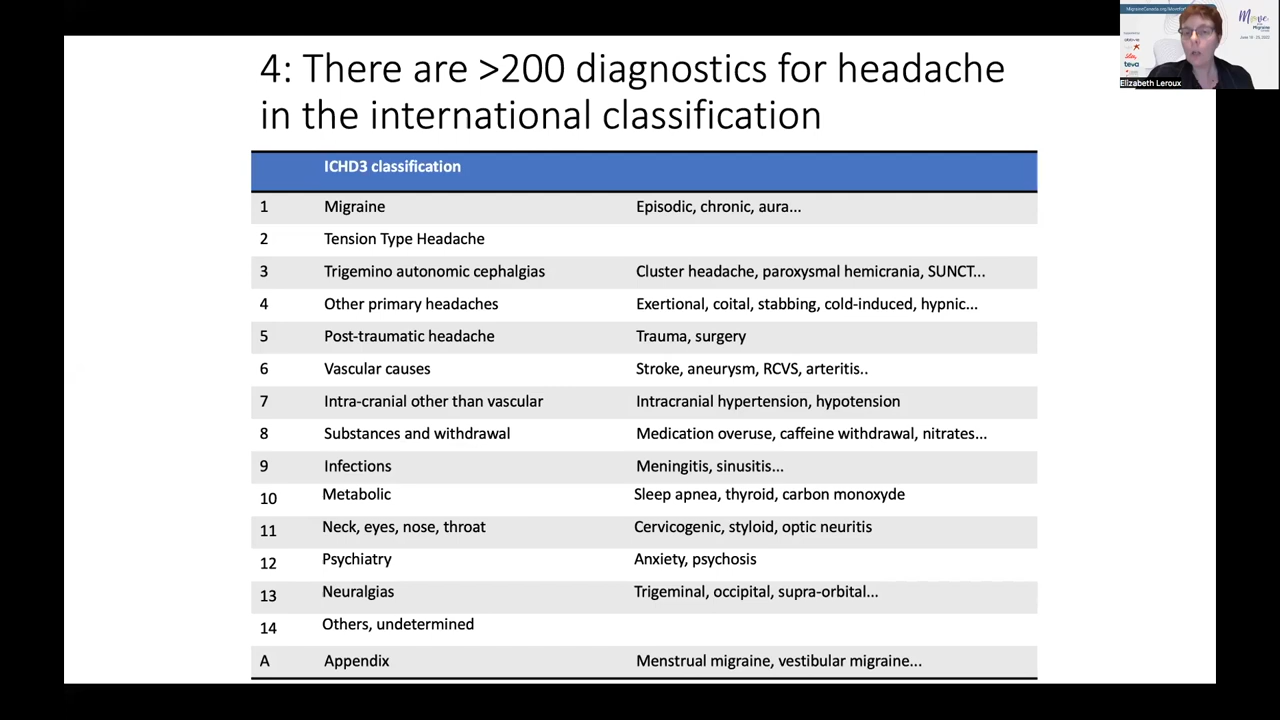 4: There are >200 diagnostics for headache
in the international classification
ICHD3 classification
1 Migraine Episodic, chronic, aura...
2 Tension Type Headache
3 Trigemino autonomic cephalgias Cluster headache, paroxysmal hemicrania, SUNCT...
4 Other primary headaches Exertional, coital, stabbing, cold-induced, hypnic...
5 Post-traumatic headache Trauma, surgery
6 Vascular causes Stroke, aneurysm, RCVS, arteritis..
7 Intra-cranial other than vascular Intracranial hypertension, hypotension
8 Substances and withdrawal Medication overuse, caffeine withdrawal, nitrates...
9 Infections Meningitis, sinusitis...
10 Metabolic Sleep apnea, thyroid, carbon monoxyde
11 Neck, eyes, nose, throat Cervicogenic, styloid, optic neuritis
12 Psychiatry Anxiety, psychosis
13 Neuralgias Trigeminal, occipital, supra-orbital...
14 Others, undetermined
A Appendix Menstrual migraine, vestibular migraine...
Move
teva
Elizabeth Leroux